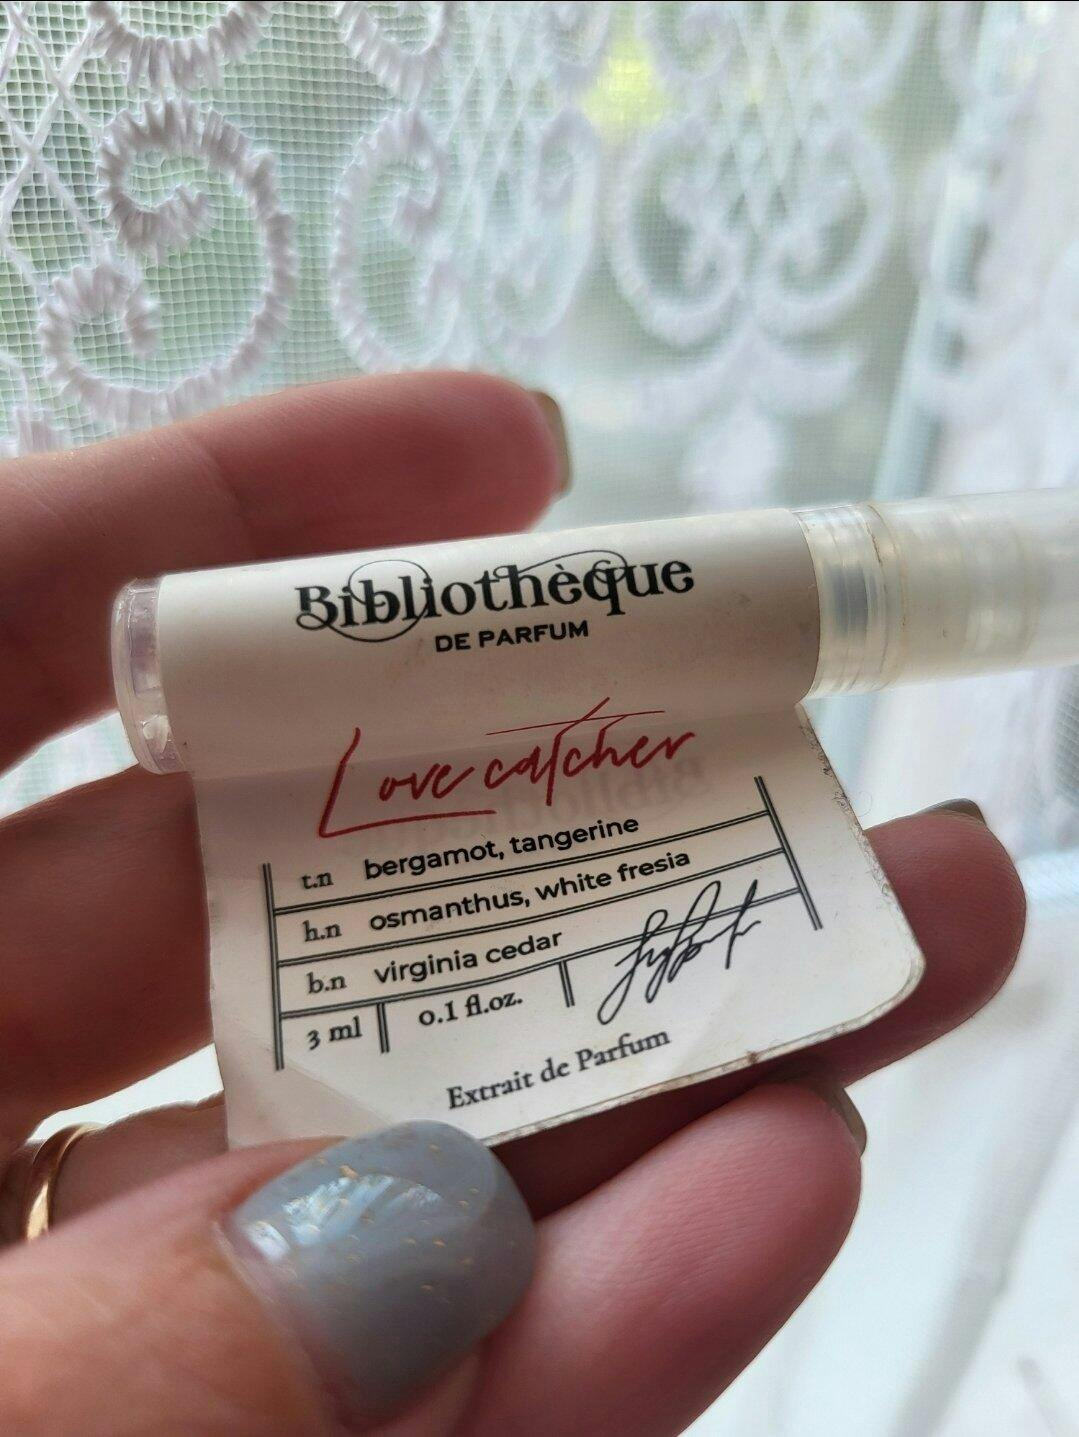 Bibliothèque
DE PARFUM
Love catcher
t.n bergamot, tangerine
h.n osmanthus, white fresia
b.n virginia cedar
3 ml 0.1 fl.oz.
Extrait de Parfum